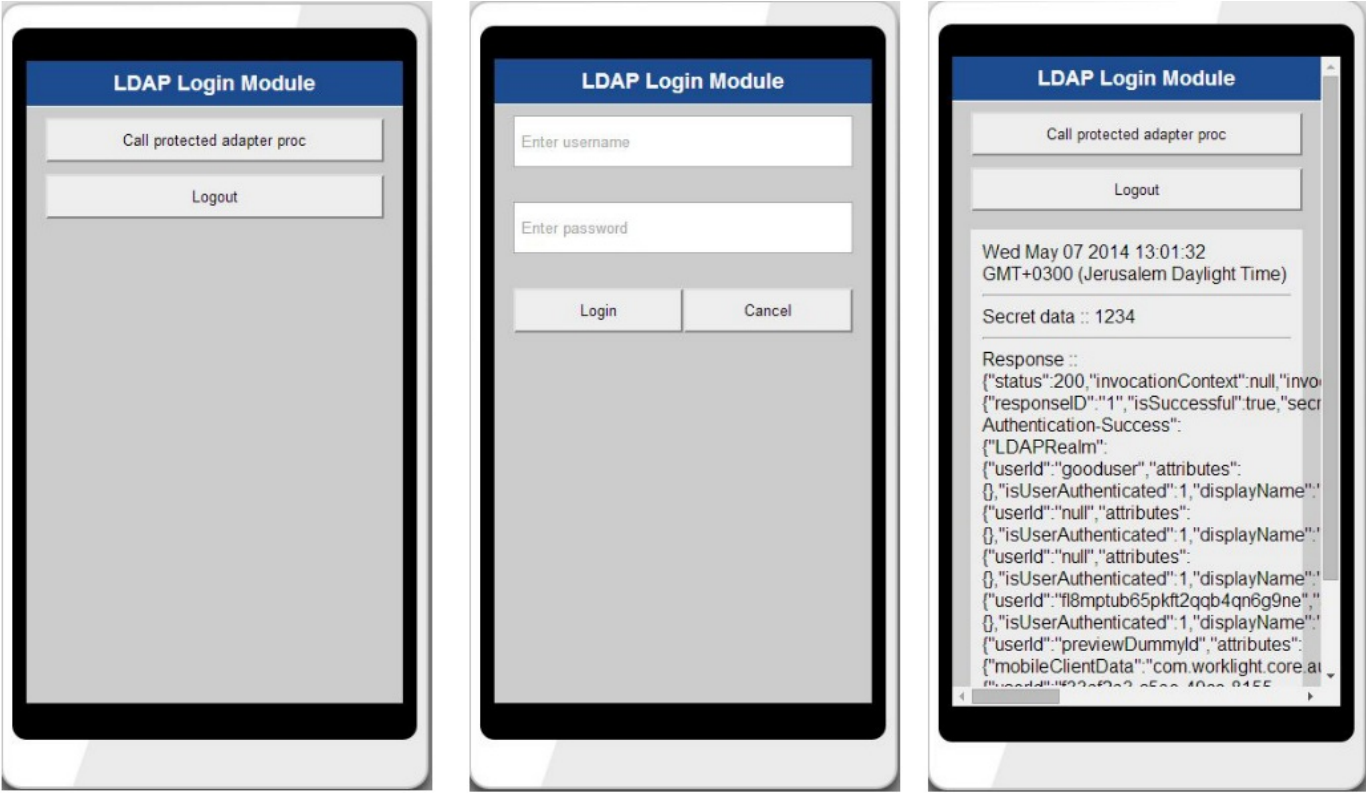 LDAP Login Module
Call protected adapter proc
Logout
LDAP Login Module
Enter username
Enter password
Login
Cancel
LDAP Login Module
Call protected adapter proc
Logout
Wed May 07 2014 13:01:32
GMT+0300 (Jerusalem Daylight Time)
Secret data :: 1234
Response ::
{"status":200,"invocationContext":null,"invo
{"responseID":"1","isSuccessful":true,"secr
Authentication-Success":
{"LDAPRealm":
{"userId":"gooduser","attributes":
{},"isUserAuthenticated":1,"displayName":"
{"userId":"null","attributes":
{},"isUserAuthenticated":1,"displayName":"
{"userId":"null","attributes":
{},"isUserAuthenticated":1,"displayName":"
{"userId":"fl8mptub65pkft2qqb4qn6g9ne","
{},"isUserAuthenticated":1,"displayName":"
{"userId":"previewDummyId","attributes":
{"mobileClientData":"com.worklight.core.au